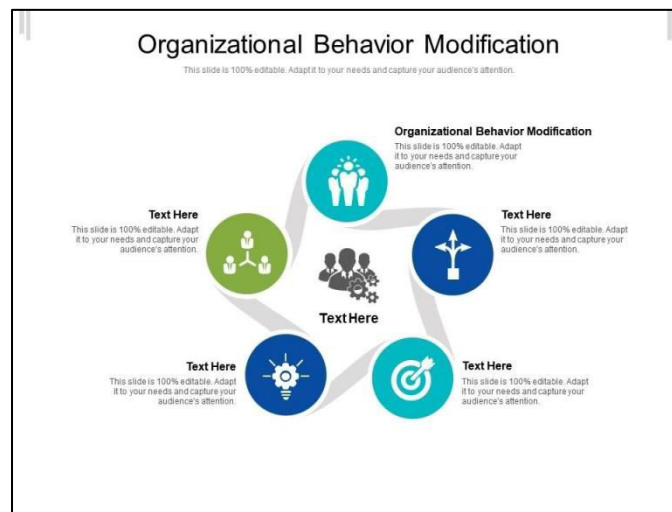 Organizational Behavior Modification
This slide is 100% editable. Adapt it to your needs and capture your audience's attention.
Organizational Behavior Modification
This slide is 100% editable. Adapt
it to your needs and capture your
audience's attention.
Text Here
This slide is 100% editable. Adapt
it to your needs and capture your
audience's attention.
Text Here
This slide is 100% editable. Adapt
it to your needs and capture your
audience's attention.
Text Here
Text Here
This slide is 100% editable. Adapt
it to your needs and capture your
audience's attention.
Text Here
This slide is 100% editable. Adapt
it to your needs and capture your
audience's attention.